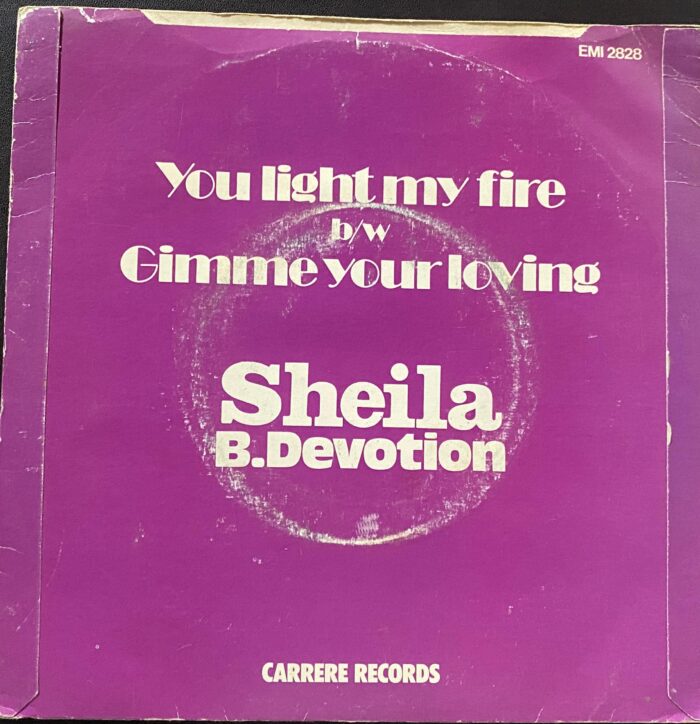 EMI 2828
You light my fire
b/w
Gimme your loving
Sheila
B.Devotion
CARRERE RECORDS